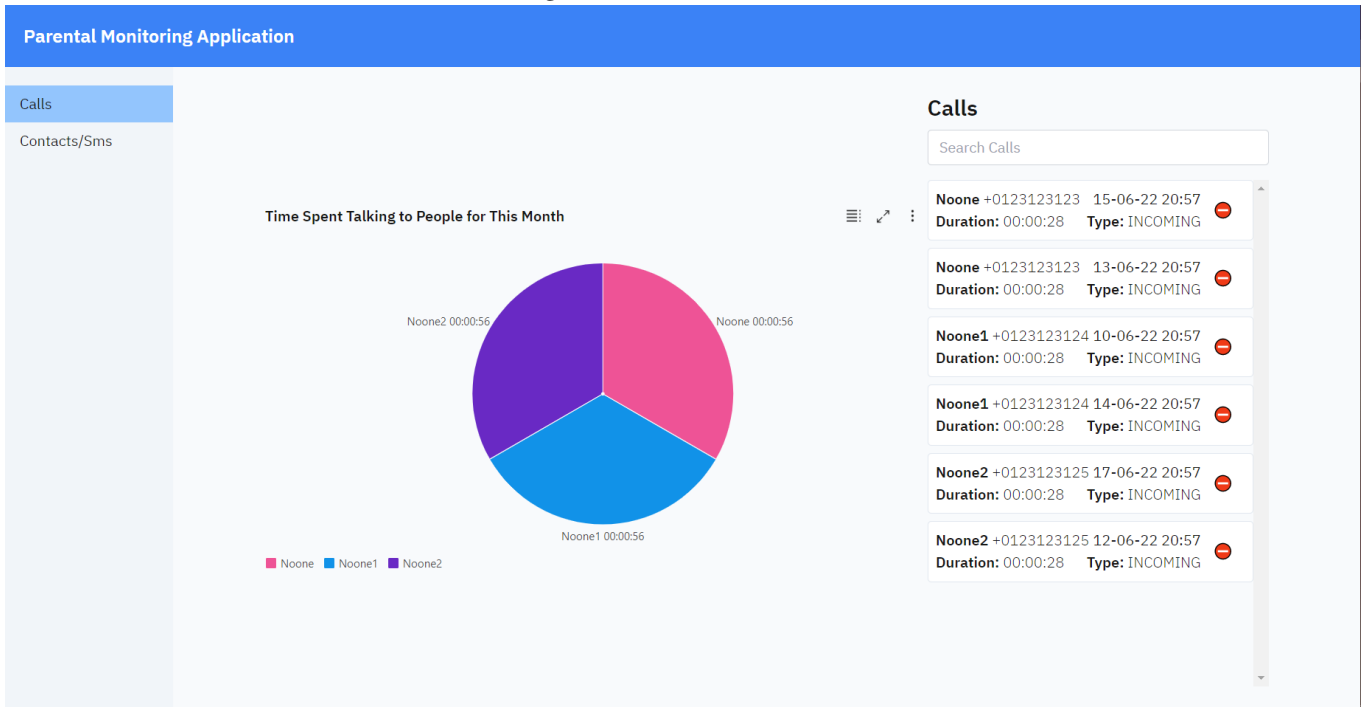 Parental Monitoring Application
Calls
Contacts/Sms
Time Spent Talking to People for This Month
Noone2 00:00:56
Noone 00:00:56
Noone1 00:00:56
Noone Noone1 Noone2
Calls
Search Calls
Noone +0123123123 15-06-22 20:57
Duration: 00:00:28 Type: INCOMING
Noone +0123123123 13-06-22 20:57
Duration: 00:00:28 Type: INCOMING
Noone1 +0123123124 10-06-22 20:57
Duration: 00:00:28 Type: INCOMING
Noone1 +0123123124 14-06-22 20:57
Duration: 00:00:28 Type: INCOMING
Noone2 +0123123125 17-06-22 20:57
Duration: 00:00:28 Type: INCOMING
Noone2 +0123123125 12-06-22 20:57
Duration: 00:00:28 Type: INCOMING